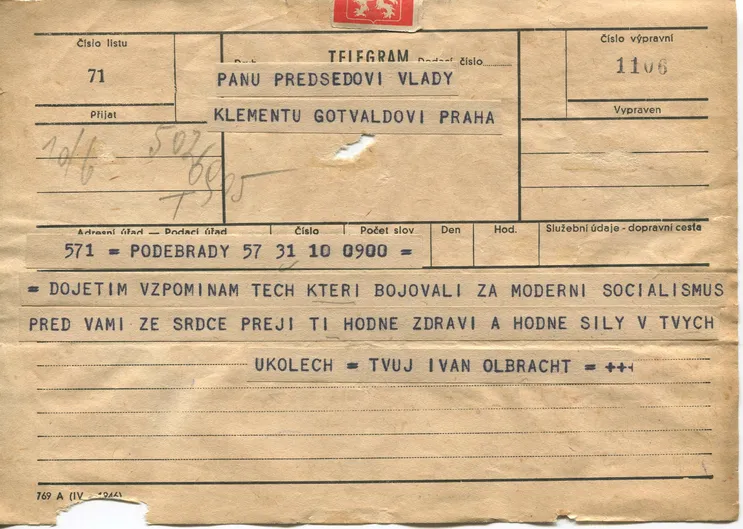 Číslo listu
TELEGRAM
Číslo výpravní
71
Podací číslo
1106
PANU PREDSEDOVI VLADY
Přijat
KLEMENTU GOTVALDOVI PRAHA
Vypraven
10/6
Adresní úřad — Podací úřad Číslo Počet slov Den Hod. Služební údaje - dopravní cesta
571 = PODEBRADY 57 31 10 0900 =
= DOJETIM VZPOMINAM TECH KTERI BOJOVALI ZA MODERNI SOCIALISMUS
PRED VAMI ZE SRDCE PREJI TI HODNE ZDRAVI A HODNE SILY V TVYCH
UKOLECH = TVUJ IVAN OLBRACHT = +++
769 A (IV - 1946)